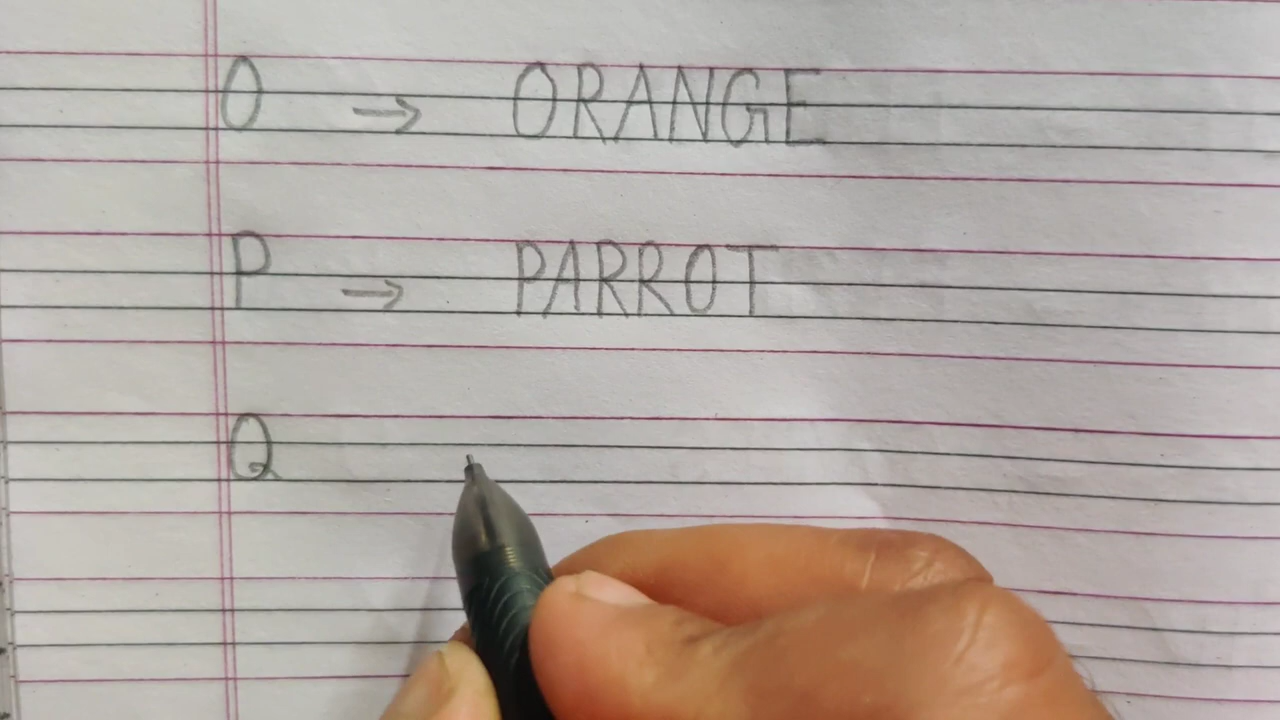 O → ORANGE
P → PARROT
Q